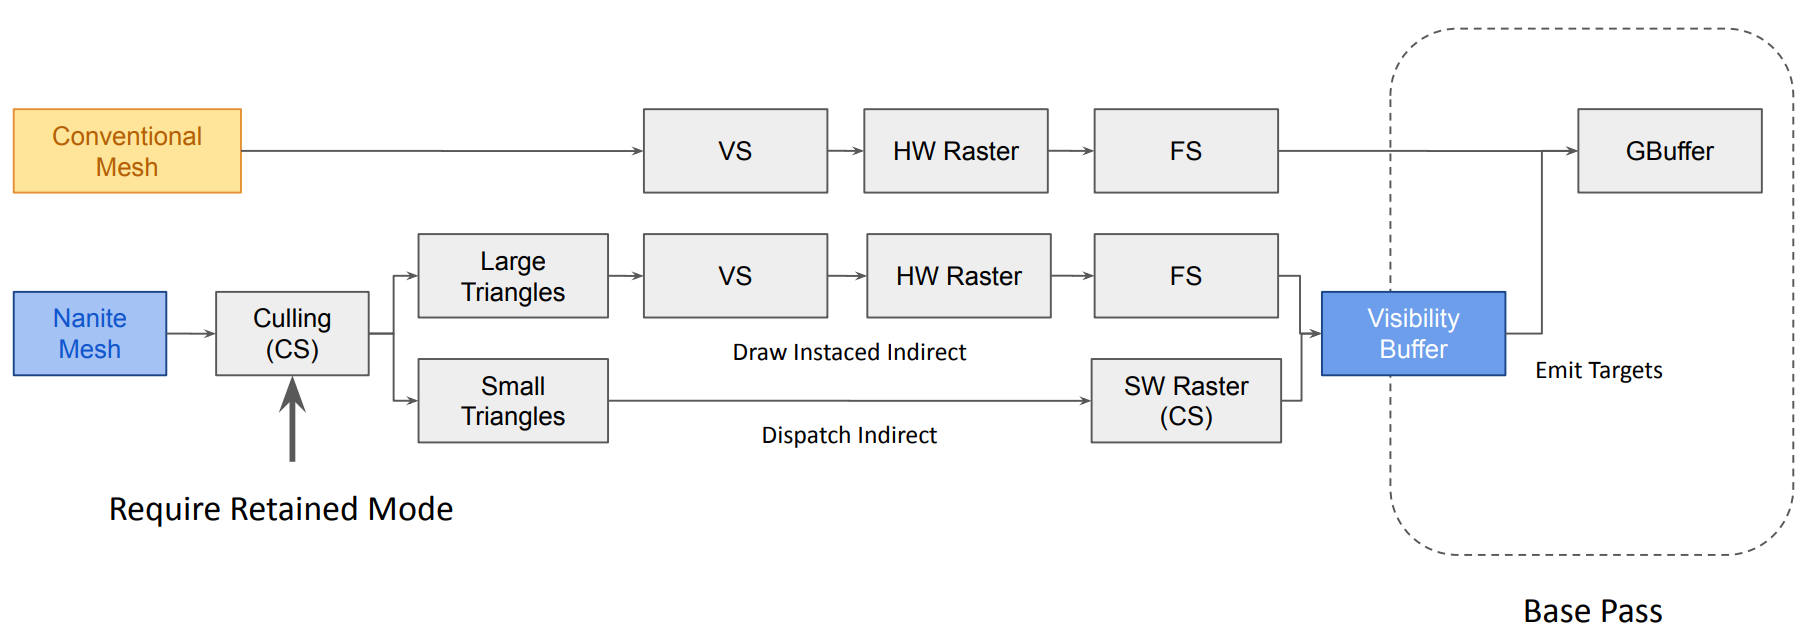 Conventional
Mesh
VS
HW Raster
FS
GBuffer
Large
Triangles
VS
HW Raster
FS
Nanite
Mesh
Culling
(CS)
Visibility
Buffer
Draw Instaced Indirect
Emit Targets
Small
Triangles
SW Raster
(CS)
Dispatch Indirect
Require Retained Mode
Base Pass